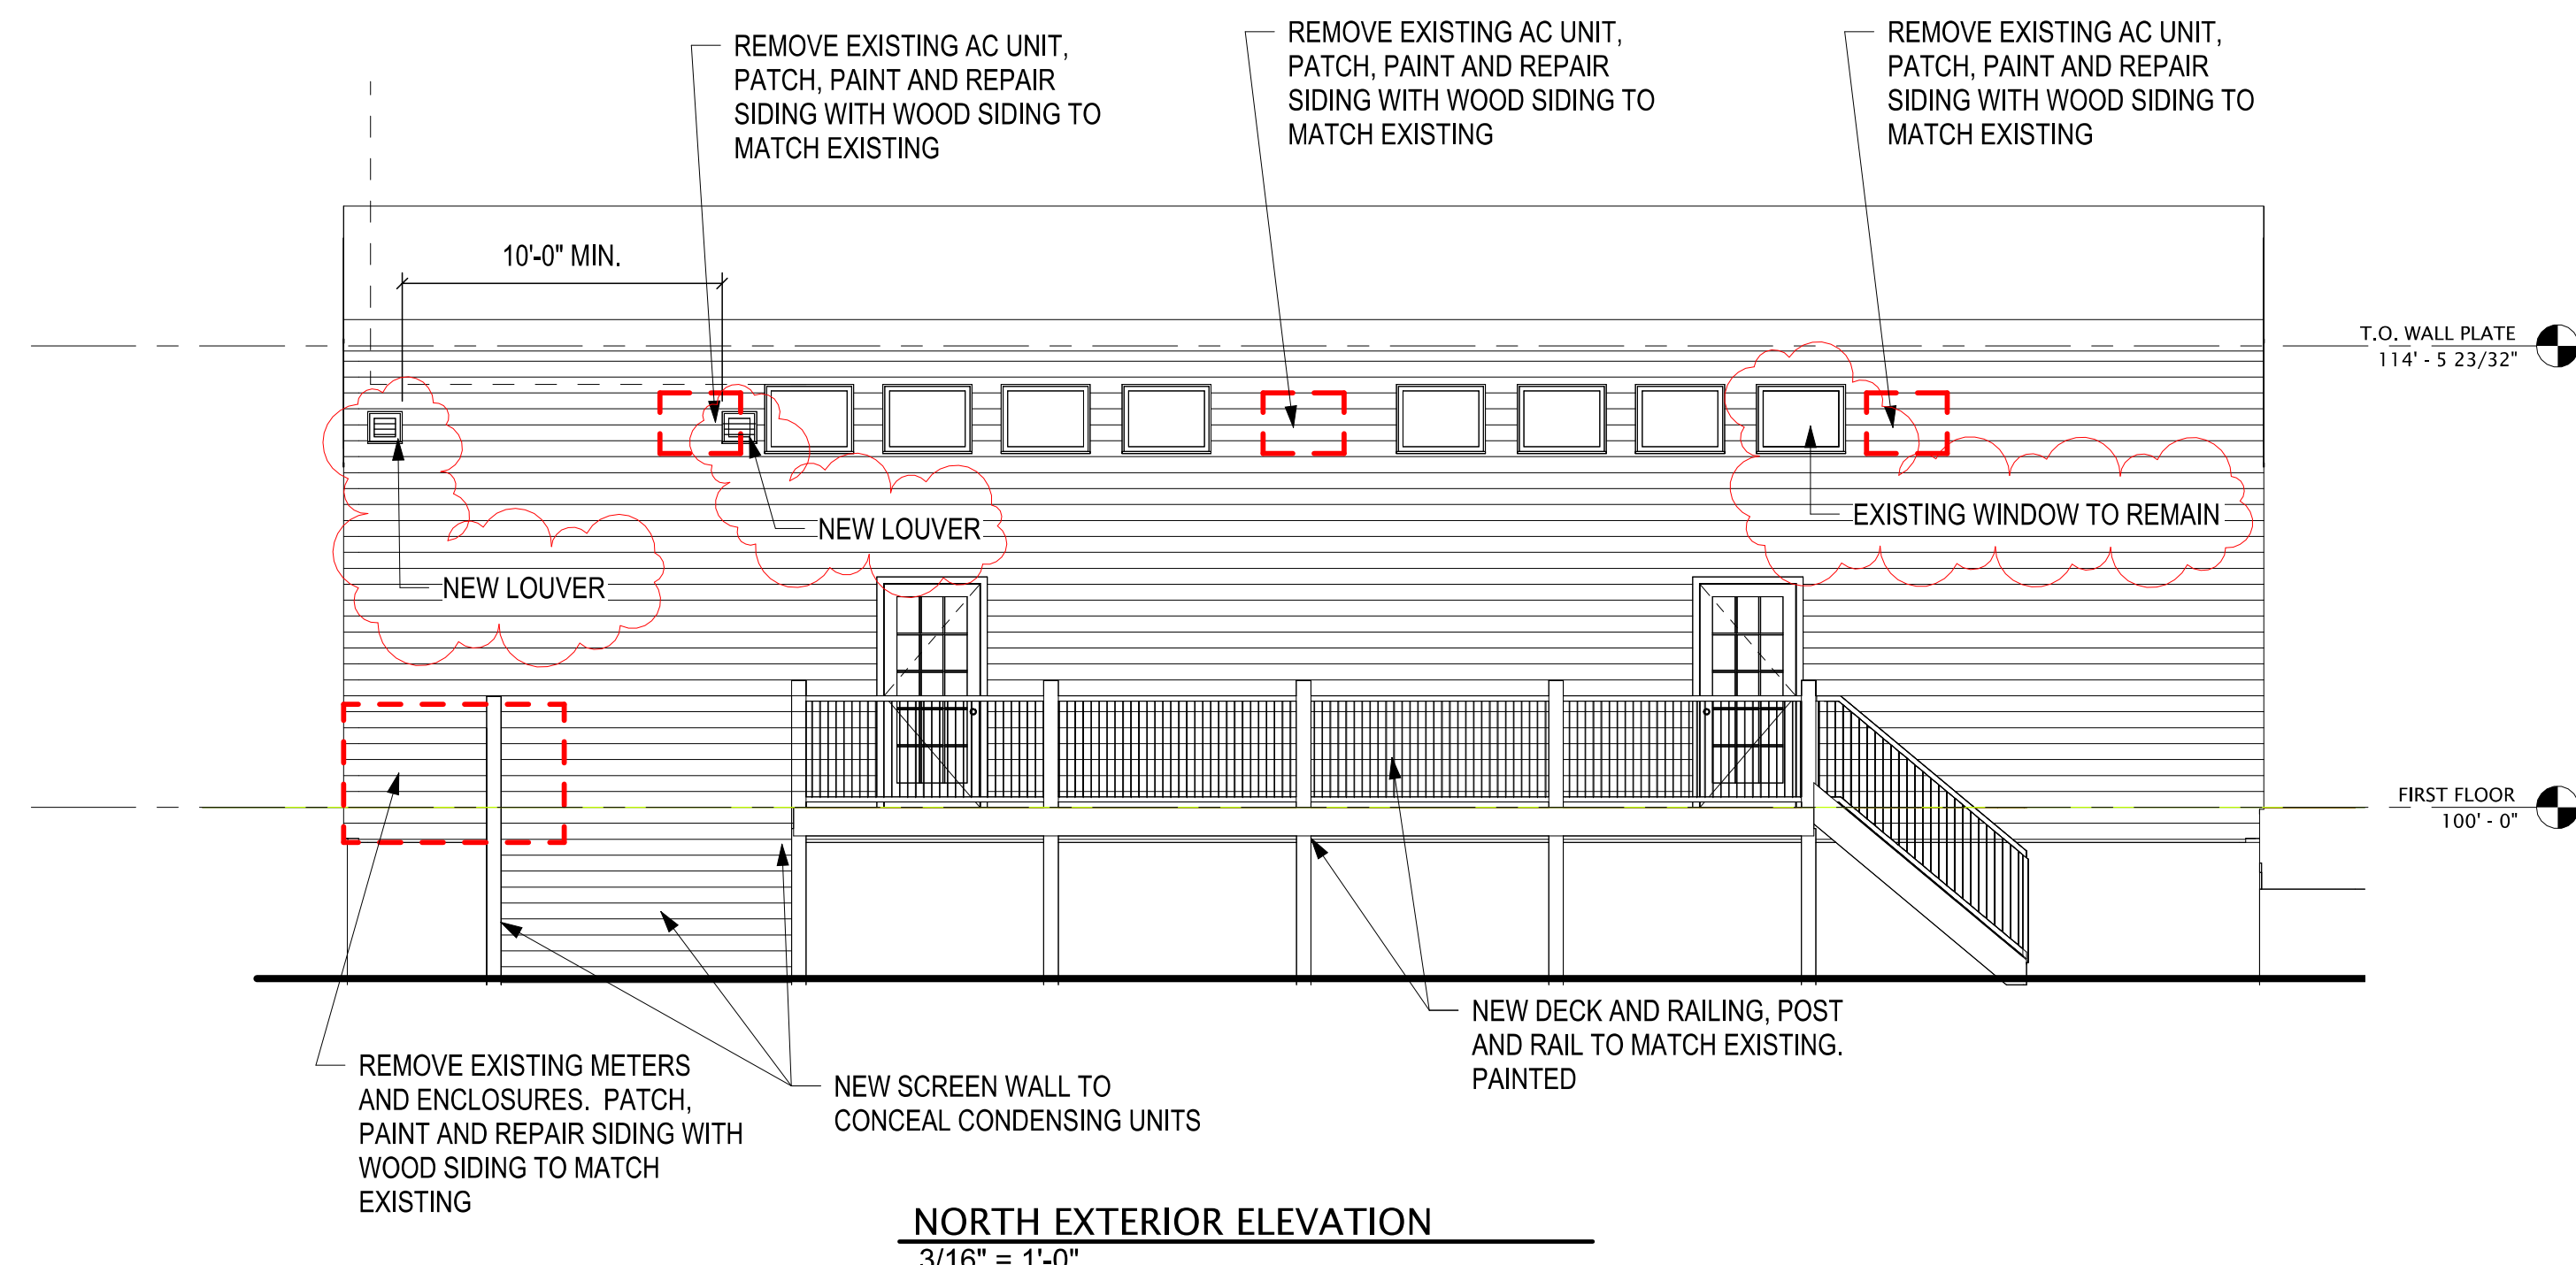 REMOVE EXISTING AC UNIT,
PATCH, PAINT AND REPAIR
SIDING WITH WOOD SIDING TO
MATCH EXISTING
REMOVE EXISTING AC UNIT,
PATCH, PAINT AND REPAIR
SIDING WITH WOOD SIDING TO
MATCH EXISTING
REMOVE EXISTING AC UNIT,
PATCH, PAINT AND REPAIR
SIDING WITH WOOD SIDING TO
MATCH EXISTING
10'-0" MIN.
T.O. WALL PLATE
114' - 5 23/32"
EXISTING WINDOW TO REMAIN
NEW LOUVER
NEW LOUVER
FIRST FLOOR
100' - 0"
NEW DECK AND RAILING, POST
AND RAIL TO MATCH EXISTING.
PAINTED
REMOVE EXISTING METERS
AND ENCLOSURES. PATCH,
PAINT AND REPAIR SIDING WITH
WOOD SIDING TO MATCH
EXISTING
NEW SCREEN WALL TO
CONCEAL CONDENSING UNITS
NORTH EXTERIOR ELEVATION
3/16" = 1'-0"